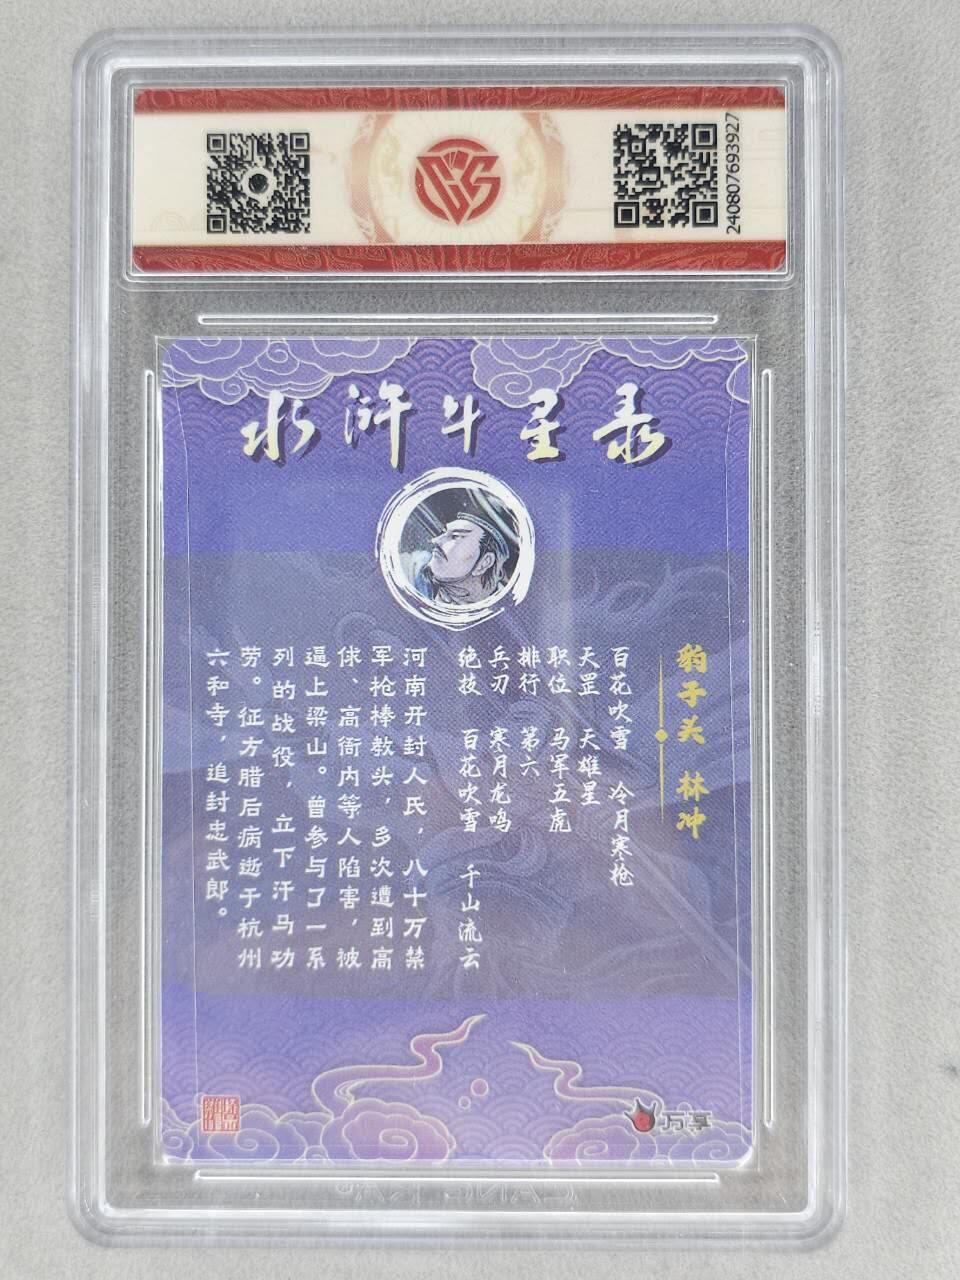 240807693927
水浒斗星录
豹子头 林冲
百花吹雪 冷月寒枪
天罡 天雄星
职位 马军五虎
排行 第六
兵刃 寒月龙鸣
绝技 百花吹雪 千山流云
河南开封人氏，八十万禁
军枪棒教头，多次遭到高
俅、高衙内等人陷害，被
逼上梁山。曾参与了一系
列的战役，立下汗马功
劳。征方腊后病逝于杭州
六和寺，追封忠武郎。
万享